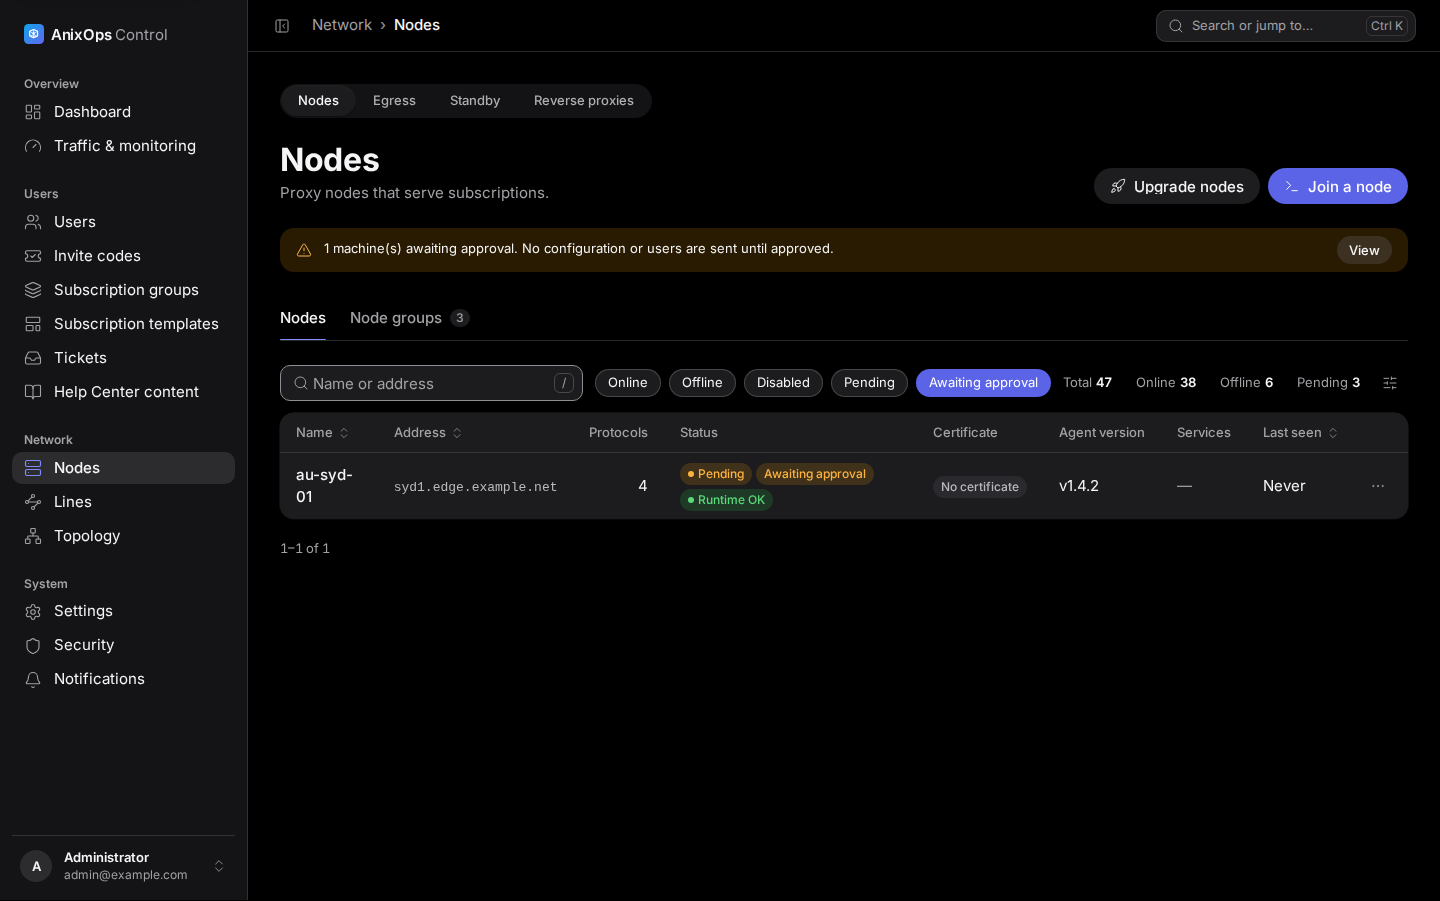 AnixOps Control
Network › Nodes
Search or jump to...
Ctrl K
Overview
Dashboard
Traffic & monitoring
Users
Users
Invite codes
Subscription groups
Subscription templates
Tickets
Help Center content
Network
Nodes
Lines
Topology
System
Settings
Security
Notifications
A
Administrator
admin@example.com
Nodes Egress Standby Reverse proxies
Nodes
Proxy nodes that serve subscriptions.
Upgrade nodes
Join a node
1 machine(s) awaiting approval. No configuration or users are sent until approved.
View
Nodes Node groups 3
Name or address /
Online Offline Disabled Pending Awaiting approval
Total 47 Online 38 Offline 6 Pending 3
Name Address Protocols Status Certificate Agent version Services Last seen
au-syd-
01
syd1.edge.example.net
4
Pending Awaiting approval
Runtime OK
No certificate
v1.4.2
—
Never
1–1 of 1